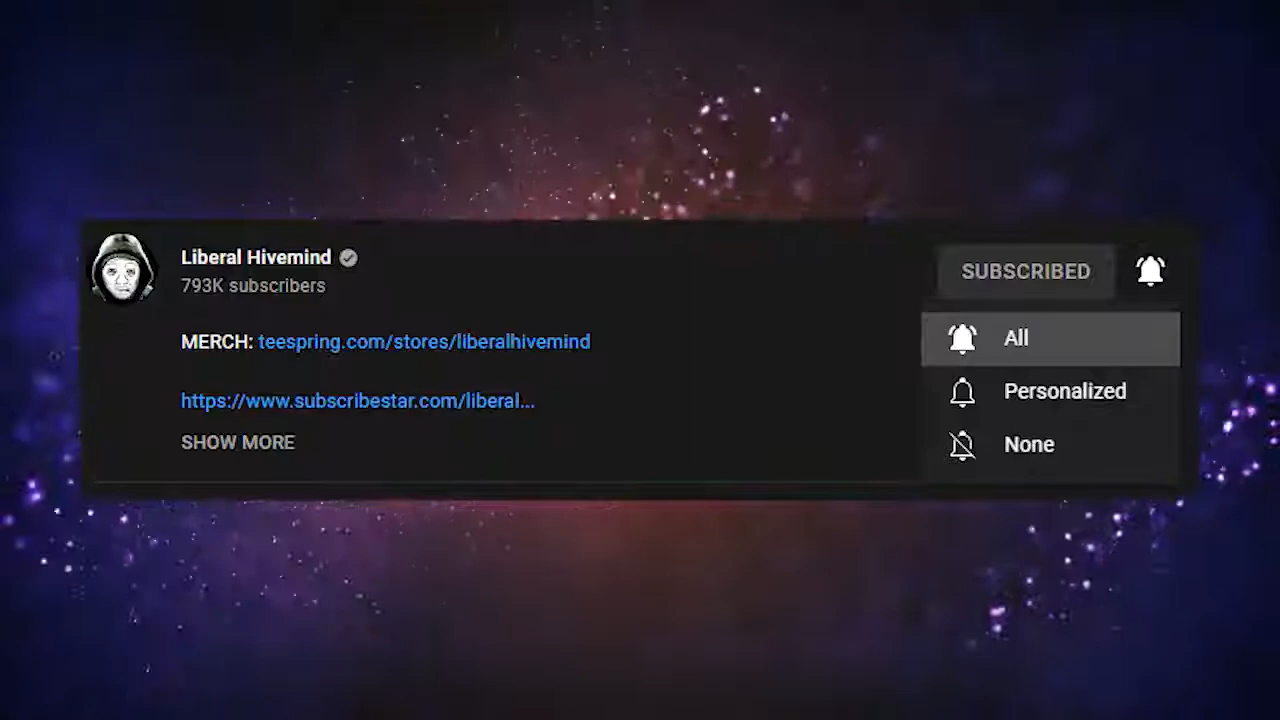 Liberal Hivemind
793K subscribers
MERCH: teespring.com/stores/liberalhivemind
https://www.subscribestar.com/liberal...
SHOW MORE
SUBSCRIBED
All
Personalized
None